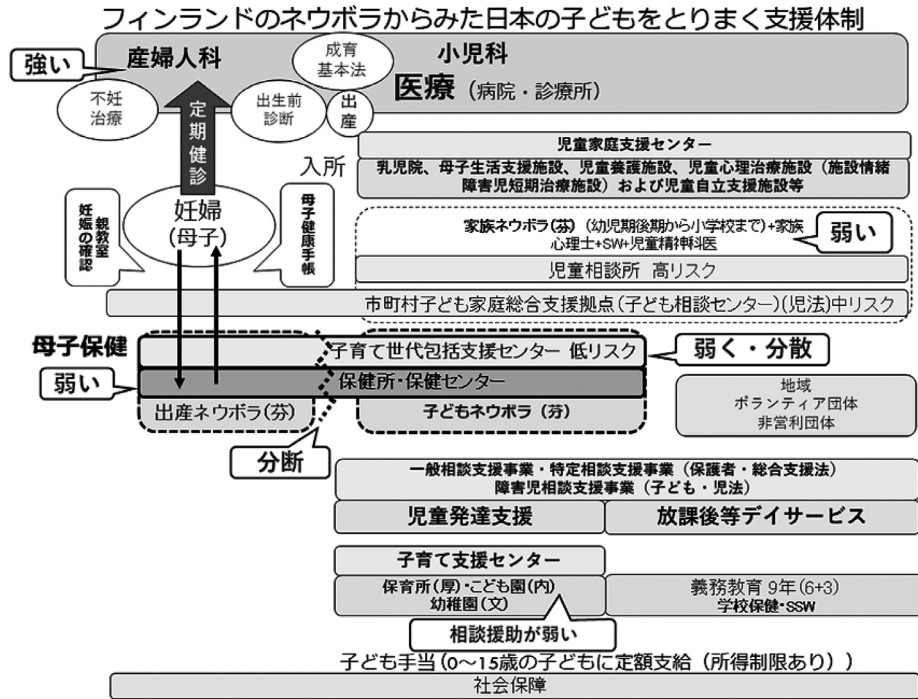 フィンランドのネウボラからみた日本の子どもをとりまく支援体制
強い
産婦人科
小児科
成育
基本法
医療（病院・診療所）
不妊
治療
定期健診
出生前
診断
出産
児童家庭支援センター
入所
乳児院、母子生活支援施設、児童養護施設、児童心理治療施設（施設情緒
障害児短期治療施設）および児童自立支援施設等
親教室
妊娠の確認
妊婦
(母子)
母子健康手帳
家族ネウボラ(芬)（幼児期後期から小学校まで)+家族
心理士+SW+児童精神科医
弱い
児童相談所 高リスク
市町村子ども家庭総合支援拠点(子ども相談センター)(児法)中リスク
母子保健
子育て世代包括支援センター 低リスク
弱く・分散
弱い
保健所・保健センター
出産ネウボラ(芬)
子どもネウボラ（芬）
地域
ボランティア団体
非営利団体
分断
一般相談支援事業・特定相談支援事業（保護者・総合支援法）
障害児相談支援事業（子ども・児法）
児童発達支援
放課後等デイサービス
子育て支援センター
保育所(厚)・こども園(内)
幼稚園(文)
義務教育 9年(6+3)
学校保健・SSW
相談援助が弱い
子ども手当(0～15歳の子どもに定額支給（所得制限あり））
社会保障